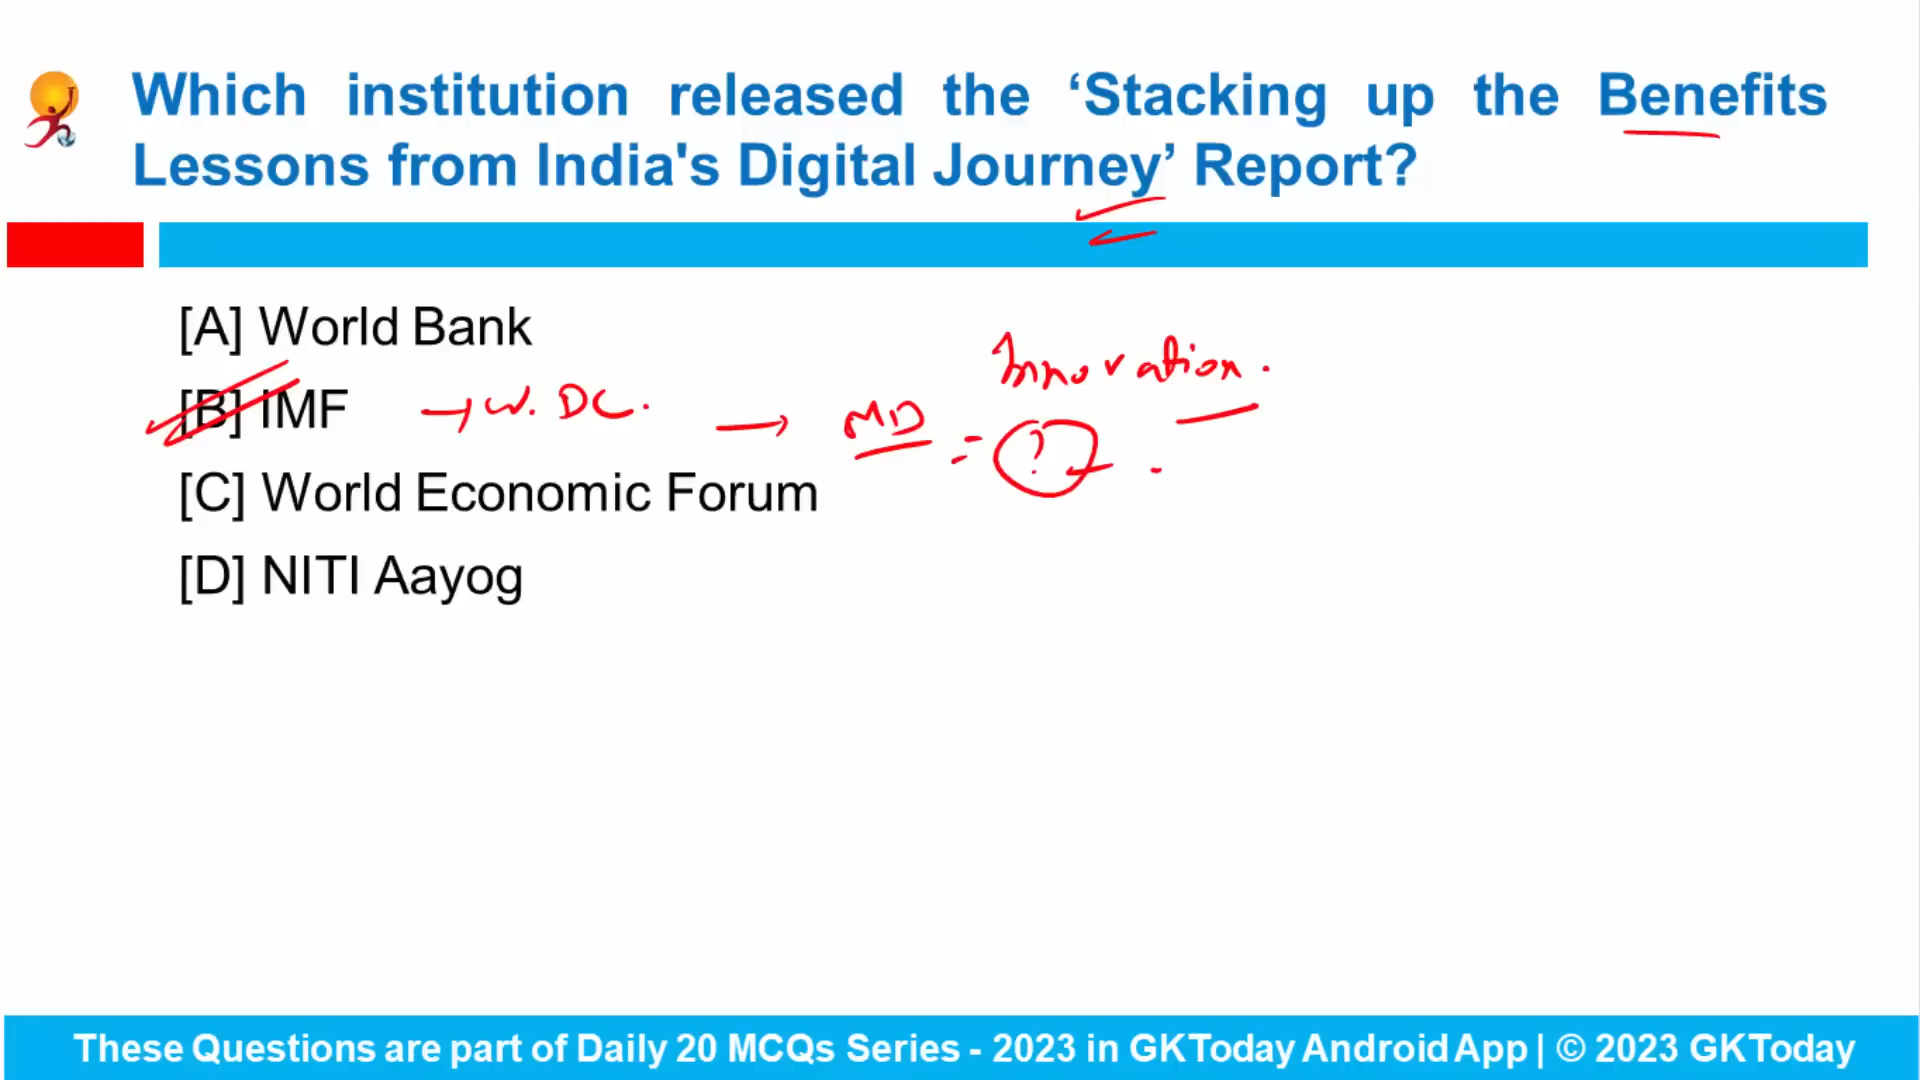 Which institution released the ‘Stacking up the Benefits
Lessons from India's Digital Journey’ Report?
[A] World Bank
Innovation.
[B] IMF → W. DC. → MD = ?
[C] World Economic Forum
[D] NITI Aayog
These Questions are part of Daily 20 MCQs Series - 2023 in GKToday Android App | © 2023 GKToday